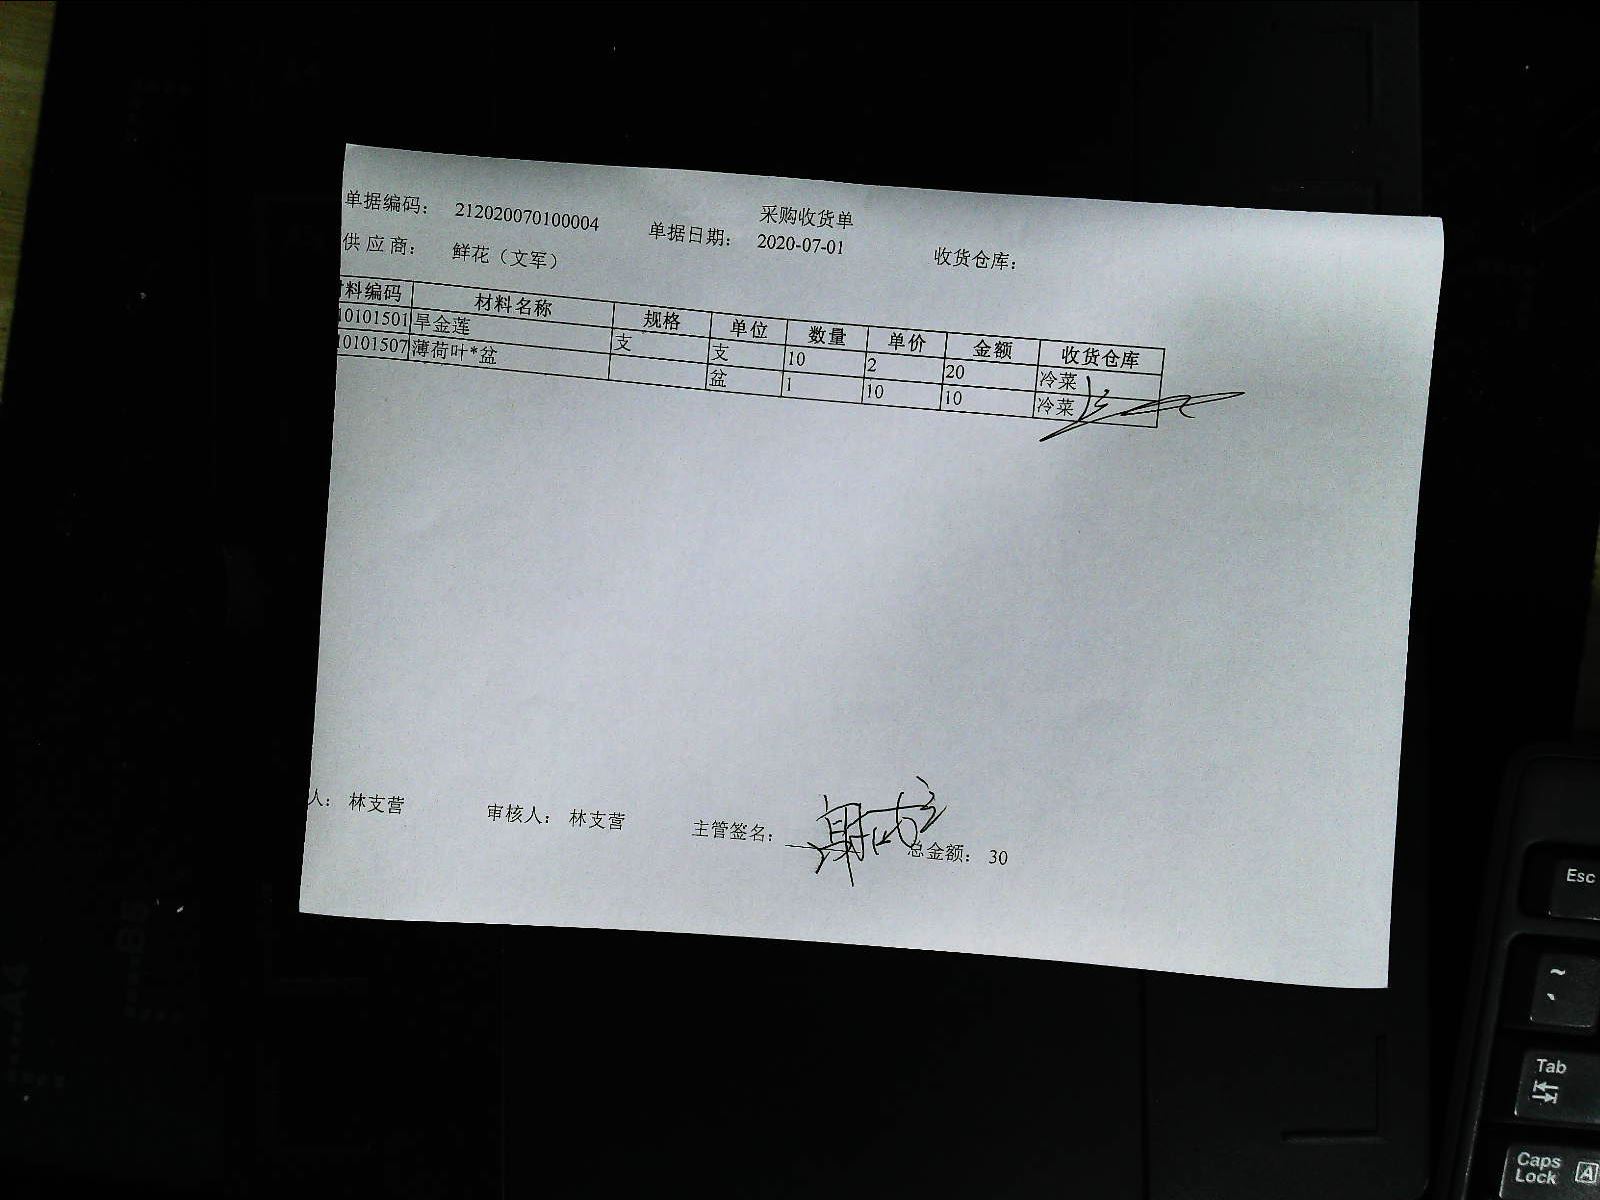 采购收货单
单据编码： 212020070100004 单据日期： 2020-07-01 收货仓库：
供应商： 鲜花（文军）
材料编码 材料名称 规格 单位 数量 单价 金额 收货仓库
10101501 旱金莲 支 支 10 2 20 冷菜
10101507 薄荷叶*盆 盆 1 10 10 冷菜
人： 林支营 审核人： 林支营 主管签名： 总金额： 30
Esc
~
Tab
Caps Lock A